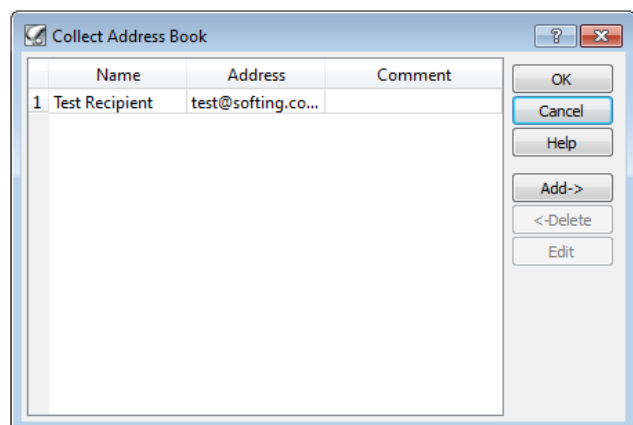 Collect Address Book
?
Name Address Comment
1 Test Recipient test@softing.co...
OK
Cancel
Help
Add->
<-Delete
Edit